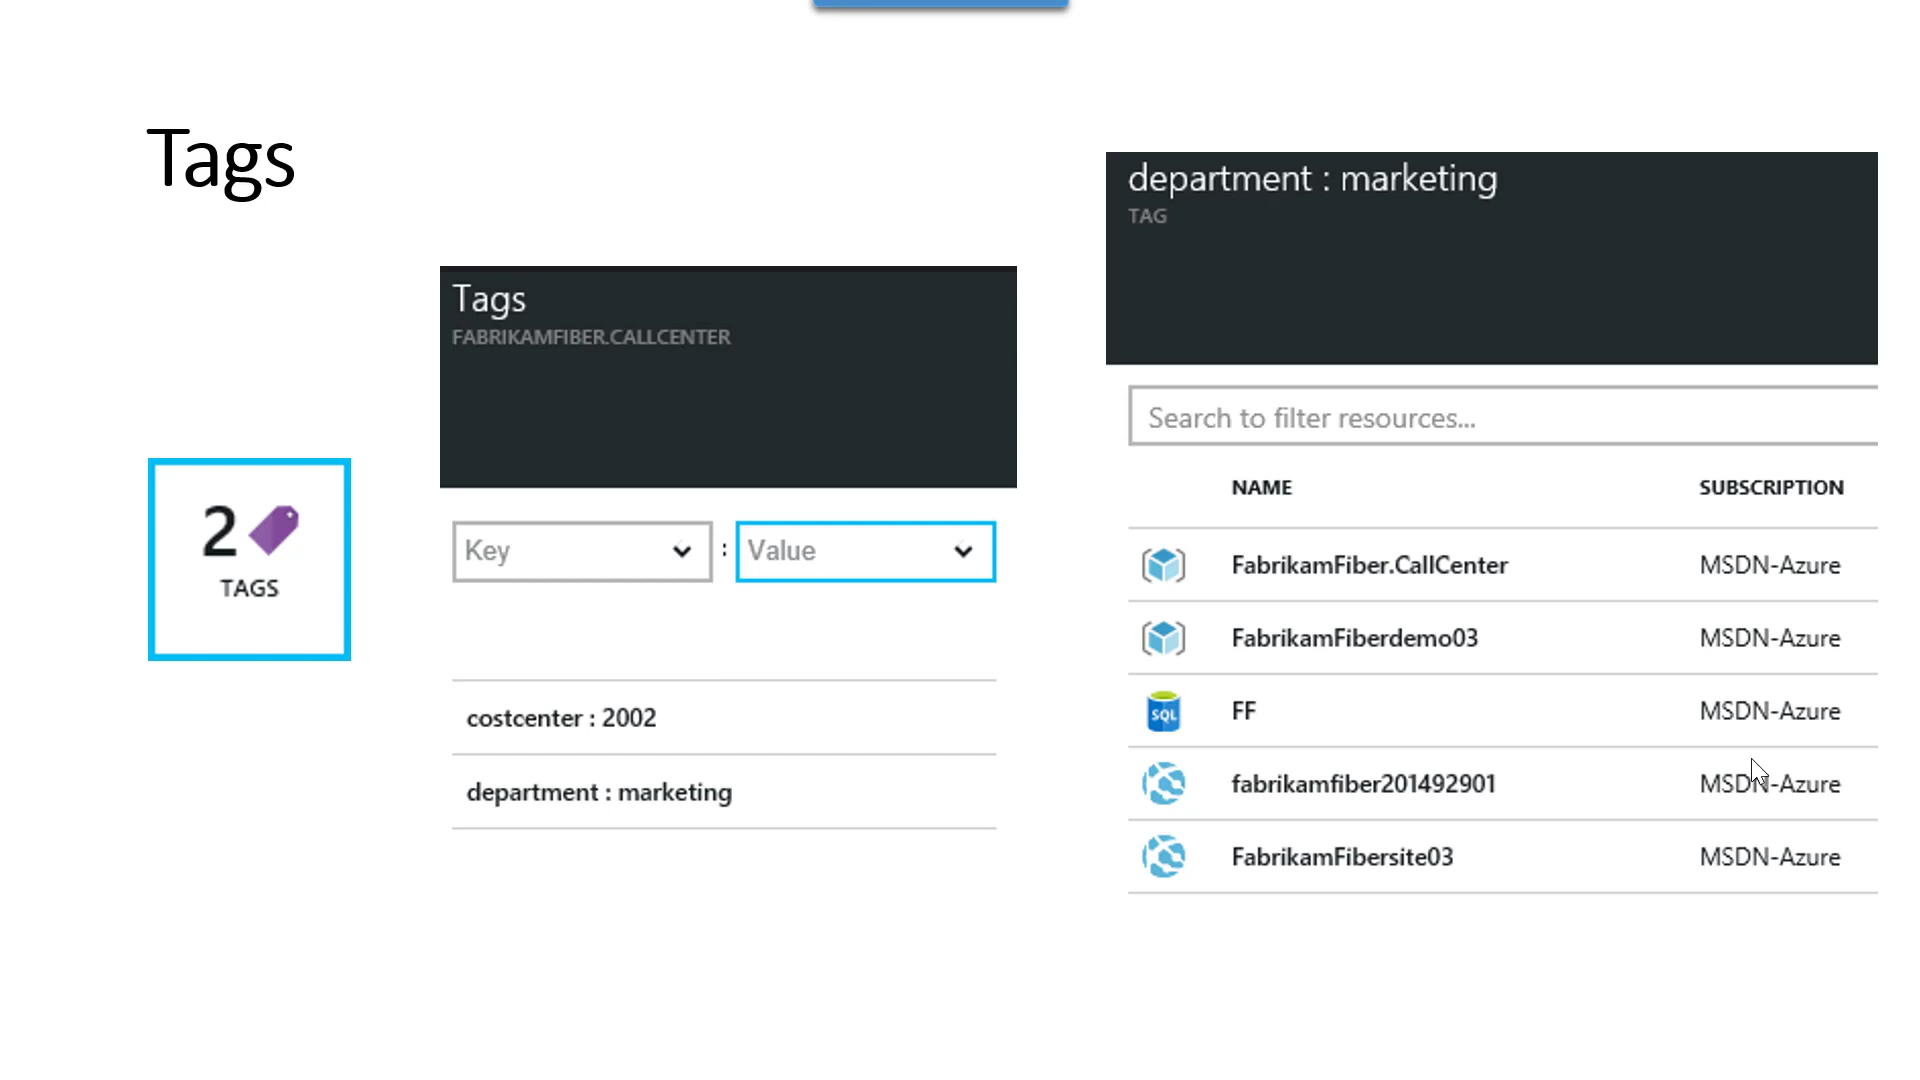 Tags
2
TAGS
Tags
FABRIKAMFIBER.CALLCENTER
Key : Value
costcenter : 2002
department : marketing
department : marketing
TAG
Search to filter resources...
NAME SUBSCRIPTION
FabrikamFiber.CallCenter MSDN-Azure
FabrikamFiberdemo03 MSDN-Azure
SQL FF MSDN-Azure
fabrikamfiber201492901 MSDN-Azure
FabrikamFibersite03 MSDN-Azure